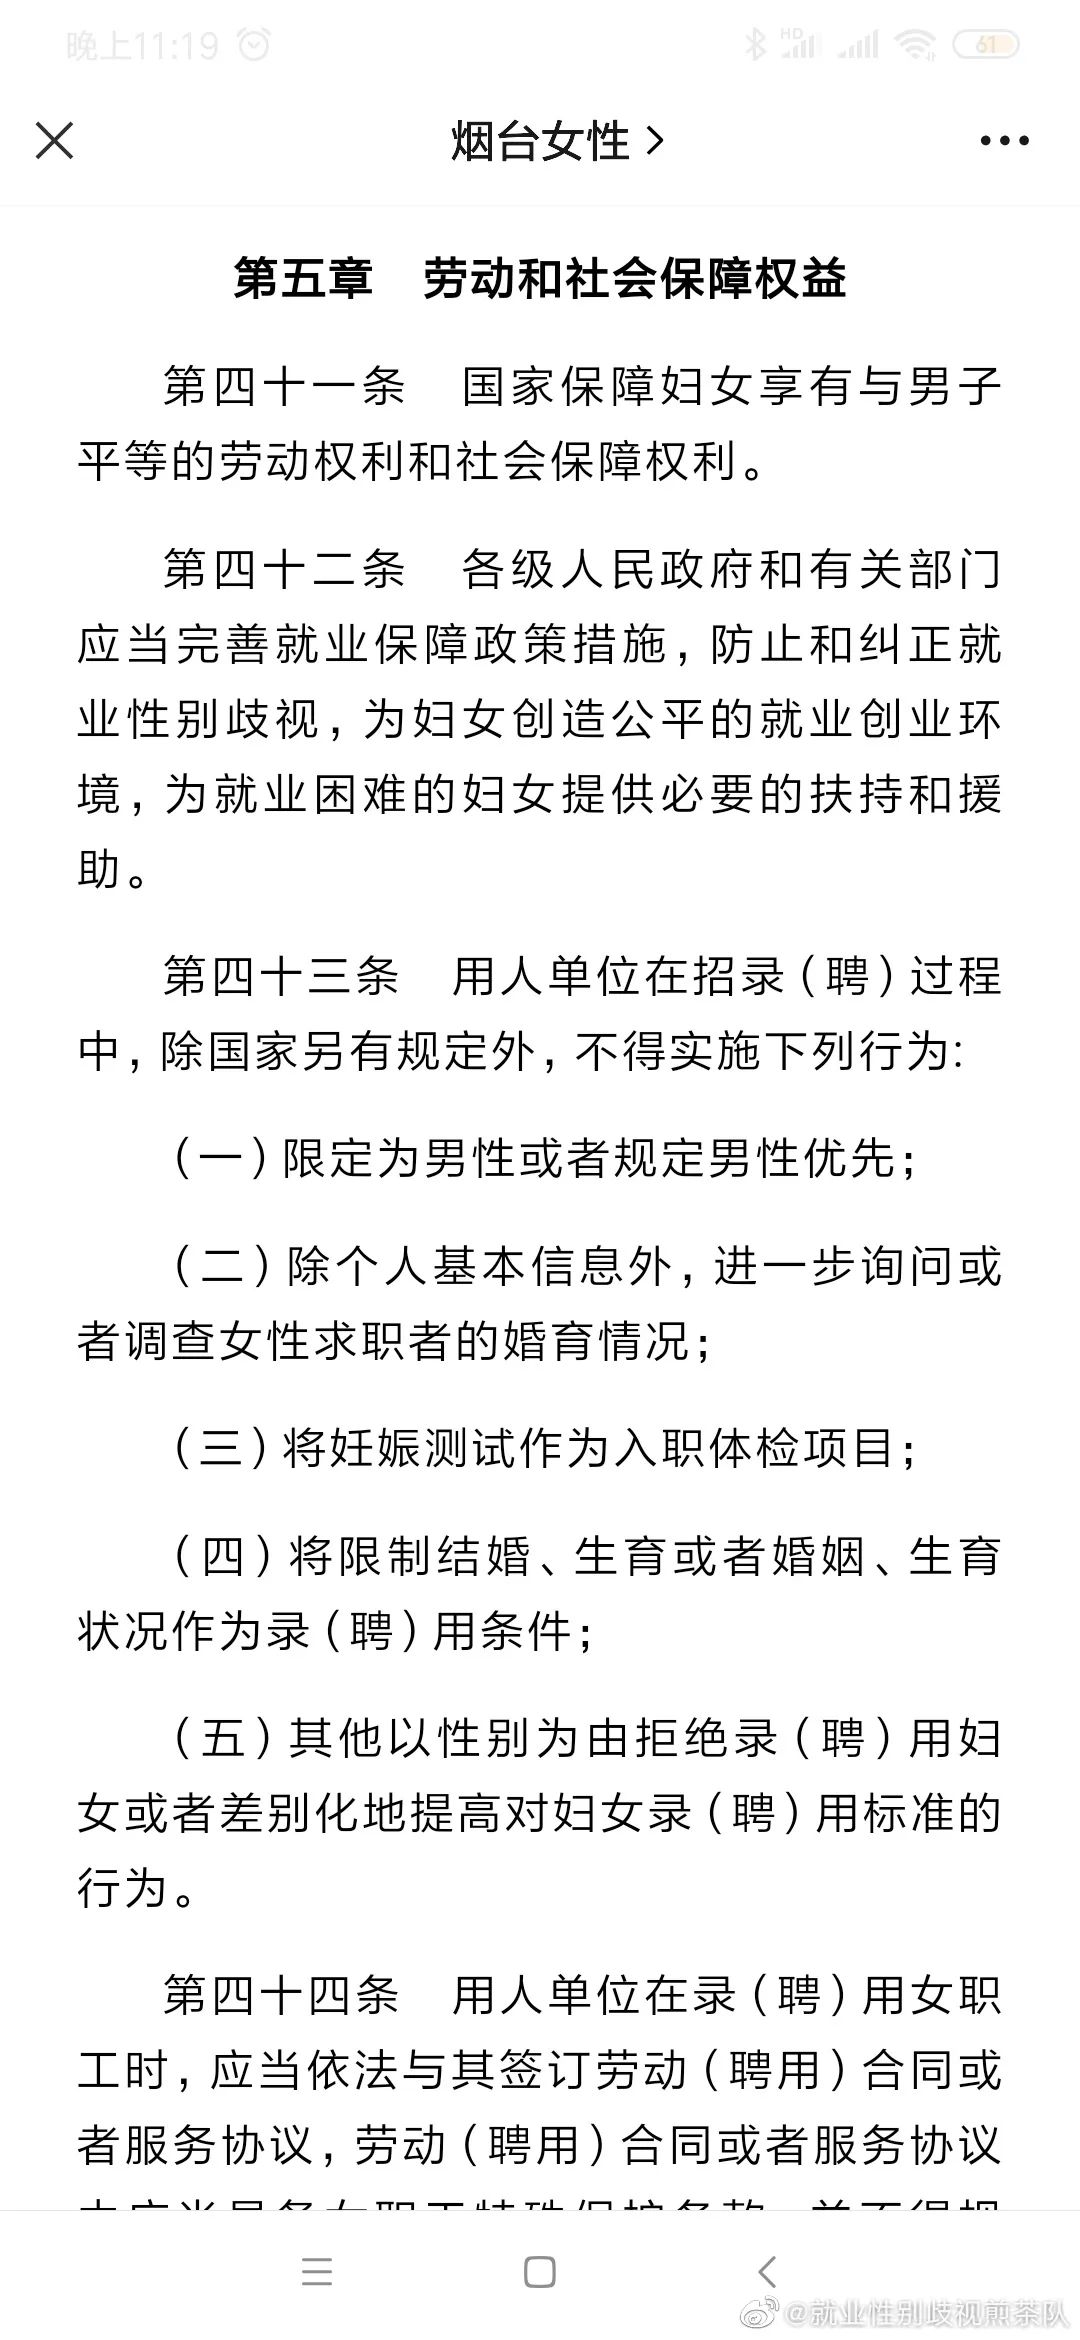 晚上11:19
HD
61
烟台女性
第五章 劳动和社会保障权益
第四十一条 国家保障妇女享有与男子
平等的劳动权利和社会保障权利。
第四十二条 各级人民政府和有关部门
应当完善就业保障政策措施,防止和纠正就
业性别歧视,为妇女创造公平的就业创业环
境,为就业困难的妇女提供必要的扶持和援
助。
第四十三条 用人单位在招录(聘)过程
中,除国家另有规定外,不得实施下列行为:
(一)限定为男性或者规定男性优先;
(二)除个人基本信息外,进一步询问或
者调查女性求职者的婚育情况;
(三)将妊娠测试作为入职体检项目;
(四)将限制结婚、生育或者婚姻、生育
状况作为录(聘)用条件;
(五)其他以性别为由拒绝录(聘)用妇
女或者差别化地提高对妇女录(聘)用标准的
行为。
第四十四条 用人单位在录(聘)用女职
工时,应当依法与其签订劳动(聘用)合同或
者服务协议,劳动(聘用)合同或者服务协议
@就业性别歧视煎茶队